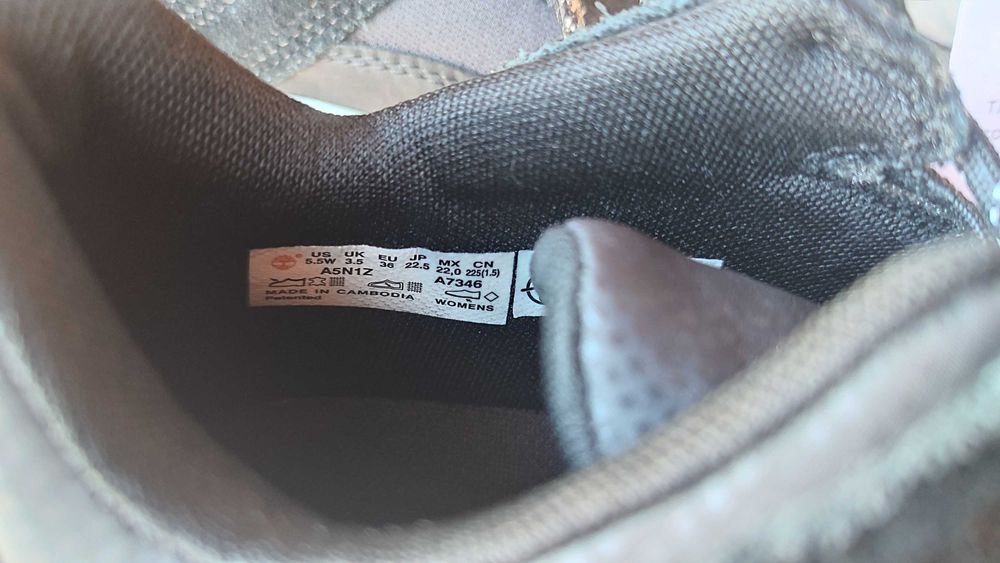 US UK EU JP MX CN
5.5W 3.5 36 22.5 22,0 225(1.5)
A5N1Z A7346
MADE IN CAMBODIA WOMENS
Patented